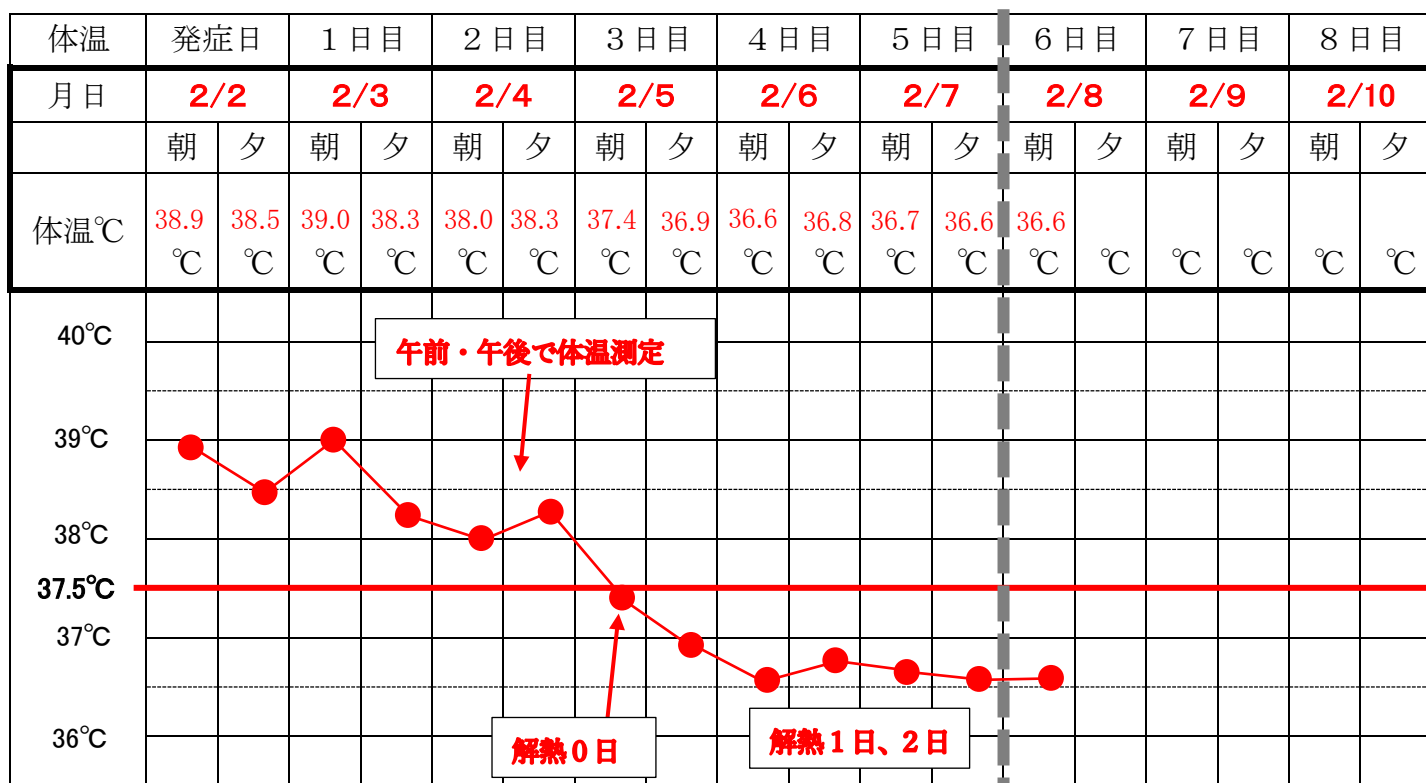 体温 発症日 １日目 ２日目 ３日目 ４日目 ５日目 ６日目 ７日目 ８日目
月日 2/2 2/3 2/4 2/5 2/6 2/7 2/8 2/9 2/10
朝 夕 朝 夕 朝 夕 朝 夕 朝 夕 朝 夕 朝 夕 朝 夕 朝 夕
体温℃ 38.9 38.5 39.0 38.3 38.0 38.3 37.4 36.9 36.6 36.8 36.7 36.6 36.6
℃ ℃ ℃ ℃ ℃ ℃ ℃ ℃ ℃ ℃ ℃ ℃ ℃ ℃ ℃ ℃ ℃ ℃
40℃
午前・午後で体温測定
39℃
38℃
37.5℃
37℃
解熱０日
解熱１日、２日
36℃